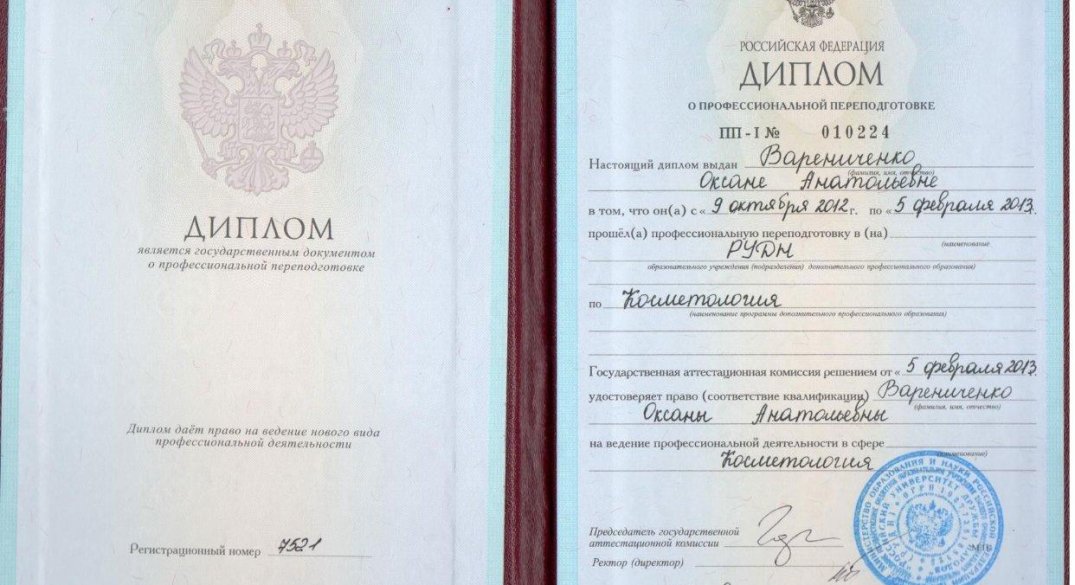 ДИПЛОМ
является государственным документом
о профессиональной переподготовке
Диплом даёт право на ведение нового вида
профессиональной деятельности
Регистрационный номер 7521
РОССИЙСКАЯ ФЕДЕРАЦИЯ
ДИПЛОМ
О ПРОФЕССИОНАЛЬНОЙ ПЕРЕПОДГОТОВКЕ
ПП-I № 010224
Настоящий диплом выдан Варениченко
(фамилия, имя, отчество)
Оксане Анатольевне
в том, что он(а) с « 9 октября 2012 г. по « 5 февраля 2013.
прошёл(а) профессиональную переподготовку в (на)
(наименование
РУДН
образовательного учреждения (подразделения) дополнительного профессионального образования)
по Косметология
(наименование программы дополнительного профессионального образования)
Государственная аттестационная комиссия решением от « 5 февраля 2013
удостоверяет право (соответствие квалификации) Варениченко
(фамилия, имя, отчество)
Оксаны Анатольевны
на ведение профессиональной деятельности в сфере
(наименование)
Косметология
Председатель государственной
аттестационной комиссии
Ректор (директор)